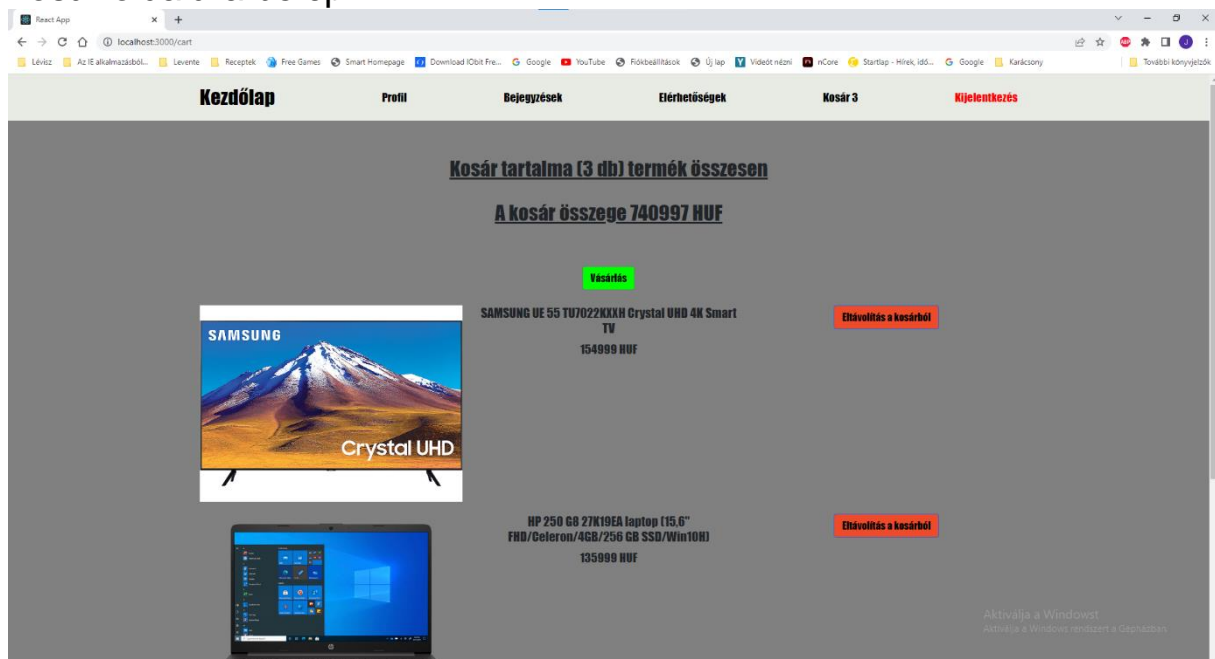 React App
localhost:3000/cart
Lévisz Az IE alkalmazásból... Levente Receptek Free Games Smart Homepage Download IObit Fre... Google YouTube Fiókbeállítások Új lap Videót nézni nCore Startlap - Hírek, idő... Google Karácsony További könyvjelzők
Kezdőlap Profil Bejegyzések Elérhetőségek Kosár 3 Kijelentkezés
Kosár tartalma (3 db) termék összesen
A kosár összege 740997 HUF
Vásárlás
SAMSUNG
Crystal UHD
SAMSUNG UE 55 TU7022KXXH Crystal UHD 4K Smart
TV
154999 HUF
Eltávolítás a kosárból
HP 250 G8 27K19EA laptop (15,6"
FHD/Celeron/4GB/256 GB SSD/Win10H)
135999 HUF
Eltávolítás a kosárból
Aktiválja a Windowst
Aktiválja a Windows rendszert a Gépházban.